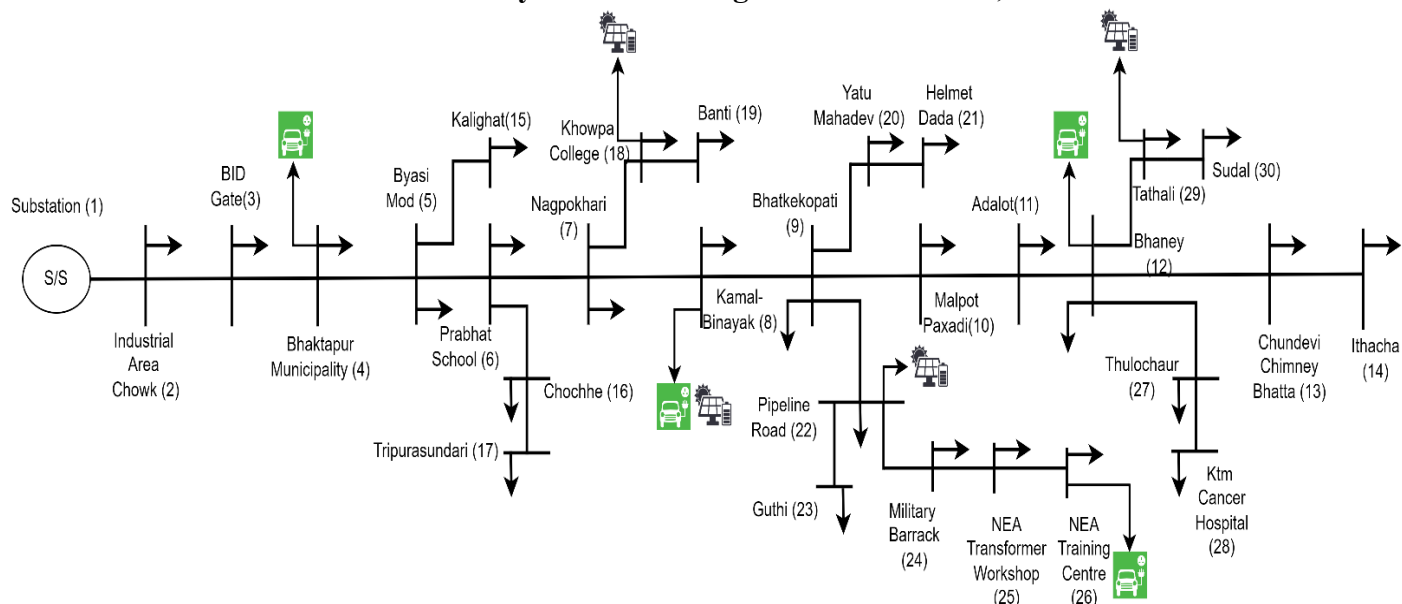 Substation (1)
S/S
Industrial
Area
Chowk (2)
BID
Gate(3)
Bhaktapur
Municipality (4)
Byasi
Mod (5)
Kalighat(15)
Prabhat
School (6)
Chochhe (16)
Tripurasundari (17)
Nagpokhari
(7)
Khowpa
College (18)
Banti (19)
Kamal-
Binayak (8)
Bhatkekopati
(9)
Yatu
Mahadev (20)
Helmet
Dada (21)
Pipeline
Road (22)
Guthi (23)
Military
Barrack
(24)
NEA
Transformer
Workshop
(25)
NEA
Training
Centre
(26)
Malpot
Paxadi(10)
Adalot(11)
Bhaney
(12)
Tathali (29)
Sudal (30)
Thulochaur
(27)
Ktm
Cancer
Hospital
(28)
Chundevi
Chimney
Bhatta (13)
Ithacha
(14)